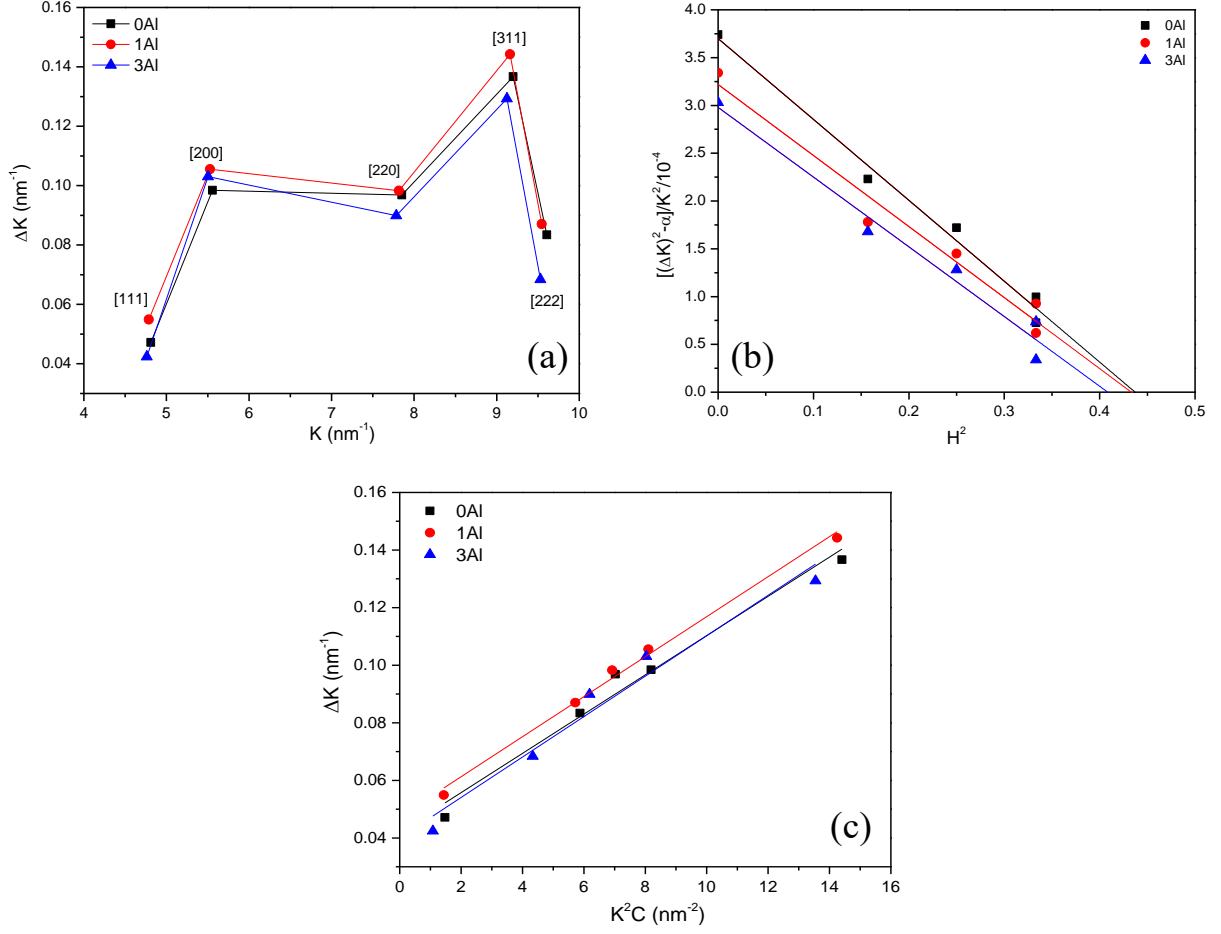 0.16
0.14
0.12
0.10
0.08
0.06
0.04
ΔK (nm⁻¹)
0Al
1Al
3Al
[111]
[200]
[220]
[311]
[222]
(a)
4 5 6 7 8 9 10
K (nm⁻¹)
4.0
3.5
3.0
2.5
2.0
1.5
1.0
0.5
0.0
[(ΔK)²-α]/K²/10⁻⁴
0Al
1Al
3Al
(b)
0.0 0.1 0.2 0.3 0.4 0.5
H²
0.16
0.14
0.12
0.10
0.08
0.06
0.04
ΔK (nm⁻¹)
0Al
1Al
3Al
(c)
0 2 4 6 8 10 12 14 16
K²C (nm⁻²)